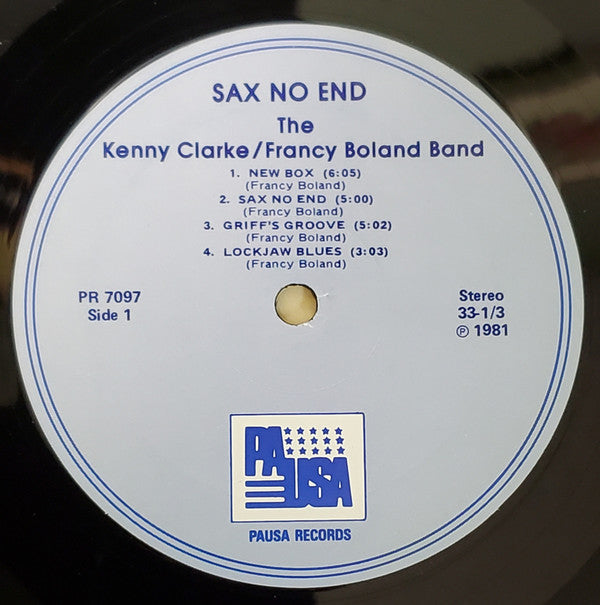 SAX NO END
The
Kenny Clarke/Francy Boland Band
1. NEW BOX (6:05)
(Francy Boland)
2. SAX NO END (5:00)
(Francy Boland)
3. GRIFF'S GROOVE (5:02)
(Francy Boland)
4. LOCKJAW BLUES (3:03)
(Francy Boland)
PR 7097
Side 1
Stereo
33-1/3
℗ 1981
PAUSA
PAUSA RECORDS